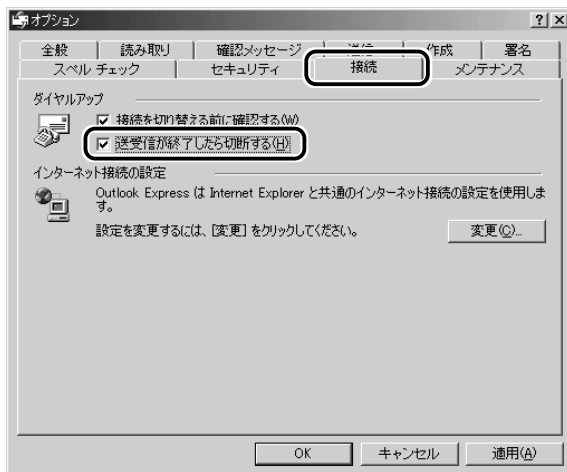 オプション
全般 読み取り 確認メッセージ 送信 作成 署名
スペル チェック セキュリティ 接続 メンテナンス
ダイヤルアップ
接続を切り替える前に確認する(W)
送受信が終了したら切断する(H)
インターネット接続の設定
Outlook Express は Internet Explorer と共通のインターネット接続の設定を使用しま
す。
設定を変更するには、[変更] をクリックしてください。
変更(C)...
OK キャンセル 適用(A)